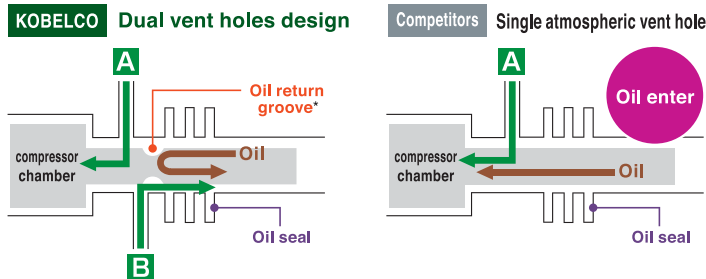 KOBELCO Dual vent holes design
A
Oil return
groove*
compressor
chamber
Oil
Oil seal
B
Competitors Single atmospheric vent hole
A
Oil enter
compressor
chamber
Oil
Oil seal